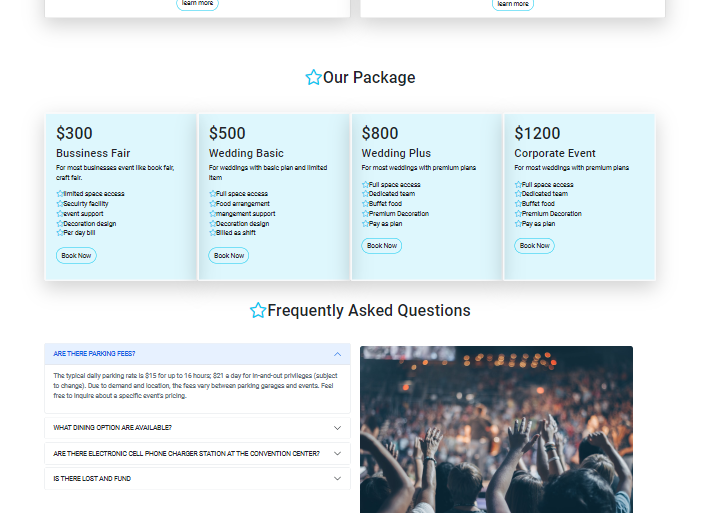 learn more
learn more
Our Package
$300
Bussiness Fair
For most businesses event like book fair,
craft fair.
limited space access
Secuirty facility
event support
Decoration design
Per day bill
Book Now
$500
Wedding Basic
For weddings with basic plan and limited
item
Full space access
Food arrangement
mangement support
Decoration design
Billed as shift
Book Now
$800
Wedding Plus
For most weddings with premium plans
Full space access
Dedicated team
Buffet food
Premium Decoration
Pay as plan
Book Now
$1200
Corporate Event
For most weddings with premium plans
Full space access
Dedicated team
Buffet food
Premium Decoration
Pay as plan
Book Now
Frequently Asked Questions
ARE THERE PARKING FEES?
The typical daily parking rate is $15 for up to 16 hours; $21 a day for in-and-out privileges (subject
to change). Due to demand and location, the fees vary between parking garages and events. Feel
free to inquire about a specific event's pricing.
WHAT DINING OPTION ARE AVAILABLE?
ARE THERE ELECTRONIC CELL PHONE CHARGER STATION AT THE CONVENTION CENTER?
IS THERE LOST AND FUND